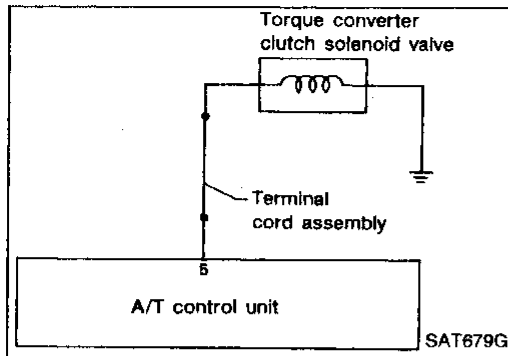 Torque converter
clutch solenoid valve
Terminal
cord assembly
5
A/T control unit
SAT679G